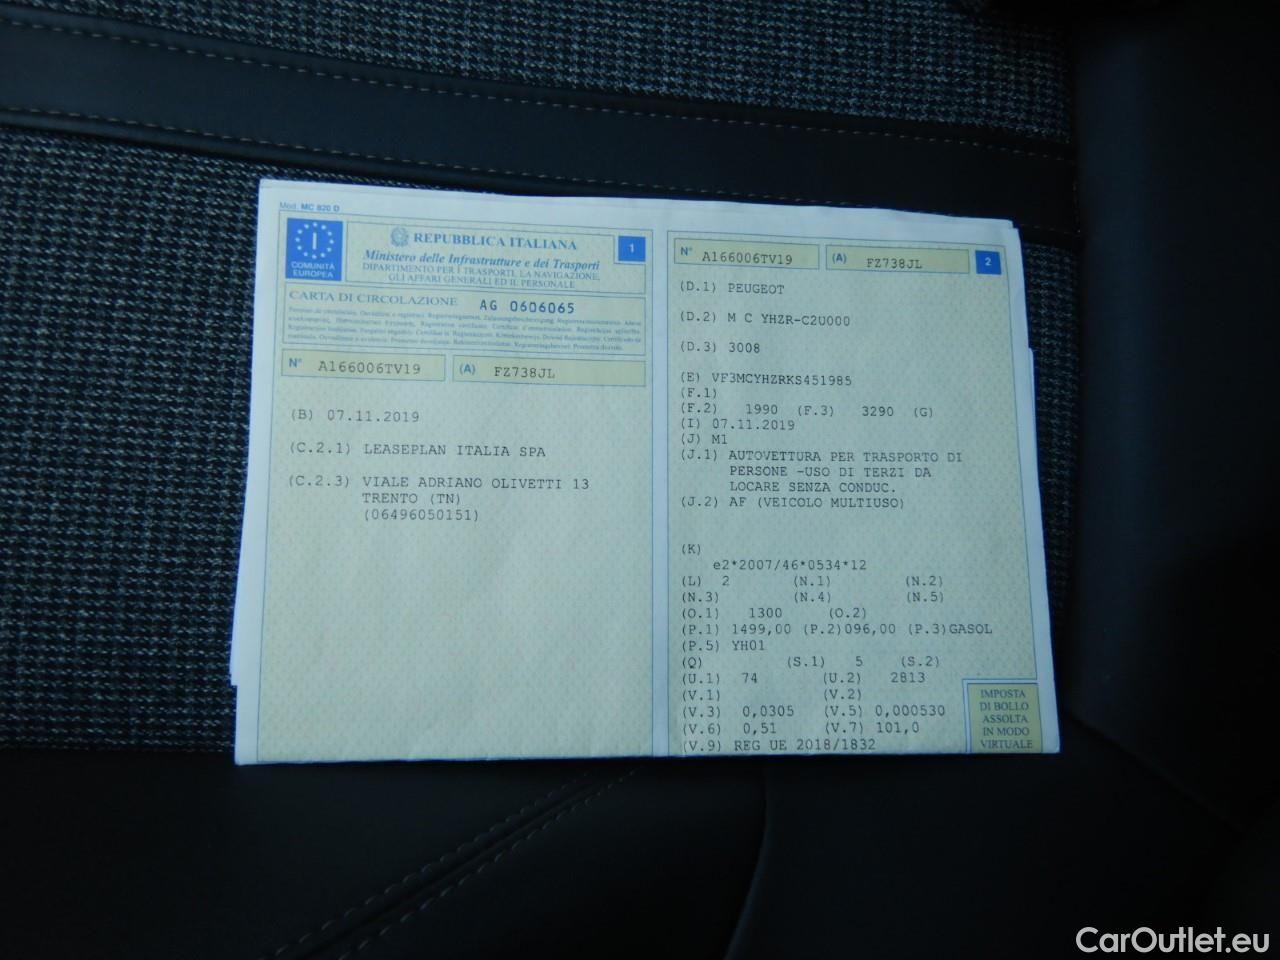 Mod. MC 820 D
I
COMUNITÀ
EUROPEA
REPUBBLICA ITALIANA
Ministero delle Infrastrutture e dei Trasporti
DIPARTIMENTO PER I TRASPORTI, LA NAVIGAZIONE,
GLI AFFARI GENERALI ED IL PERSONALE
1
CARTA DI CIRCOLAZIONE AG 0606065
N° A166006TV19 (A) FZ738JL
(B) 07.11.2019
(C.2.1) LEASEPLAN ITALIA SPA
(C.2.3) VIALE ADRIANO OLIVETTI 13
TRENTO (TN)
(06496050151)
N° A166006TV19 (A) FZ738JL 2
(D.1) PEUGEOT
(D.2) M C YHZR-C2U000
(D.3) 3008
(E) VF3MCYHZRKS451985
(F.1)
(F.2) 1990 (F.3) 3290 (G)
(I) 07.11.2019
(J) M1
(J.1) AUTOVETTURA PER TRASPORTO DI
PERSONE -USO DI TERZI DA
LOCARE SENZA CONDUC.
(J.2) AF (VEICOLO MULTIUSO)
(K)
e2*2007/46*0534*12
(L) 2 (N.1) (N.2)
(N.3) (N.4) (N.5)
(O.1) 1300 (O.2)
(P.1) 1499,00 (P.2)096,00 (P.3)GASOL
(P.5) YH01
(Q) (S.1) 5 (S.2)
(U.1) 74 (U.2) 2813
(V.1) (V.2)
(V.3) 0,0305 (V.5) 0,000530
(V.6) 0,51 (V.7) 101,0
(V.9) REG UE 2018/1832
IMPOSTA
DI BOLLO
ASSOLTA
IN MODO
VIRTUALE
CarOutlet.eu